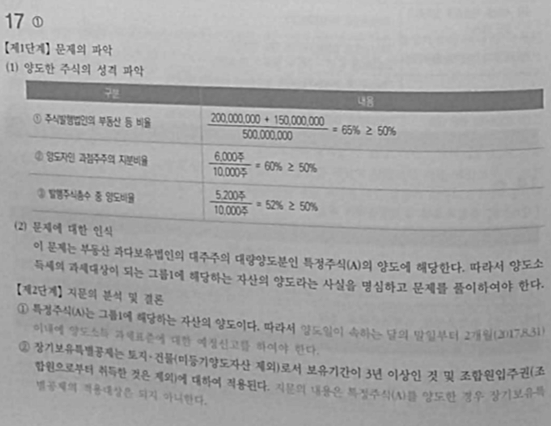 17 ①
【제1단계】 문제의 파악
(1) 양도한 주식의 성격 파악
구분 내용
① 주식발행법인의 부동산 등 비율 200,000,000 + 150,000,000 / 500,000,000 = 65% ≥ 50%
② 양도자인 과점주주의 지분비율 6,000주 / 10,000주 = 60% ≥ 50%
③ 발행주식총수 중 양도비율 5,200주 / 10,000주 = 52% ≥ 50%
(2) 문제에 대한 인식
이 문제는 부동산 과다보유법인의 대주주의 대량양도분인 특정주식(A)의 양도에 해당한다. 따라서 양도소
득세의 과세대상이 되는 그룹1에 해당하는 자산의 양도라는 사실을 명심하고 문제를 풀이하여야 한다.
【제2단계】 지문의 분석 및 결론
① 특정주식(A)는 그룹1에 해당하는 자산의 양도이다. 따라서 양도일이 속하는 달의 말일부터 2개월(2017.8.31)
이내에 양도소득 과세표준에 대한 예정신고를 하여야 한다.
② 장기보유특별공제는 토지·건물(미등기양도자산 제외)로서 보유기간이 3년 이상인 것 및 조합원입주권(조
합원으로부터 취득한 것은 제외)에 대하여 적용된다. 지문의 내용은 특정주식(A)를 양도한 경우 장기보유특
별공제의 적용대상은 되지 아니한다.